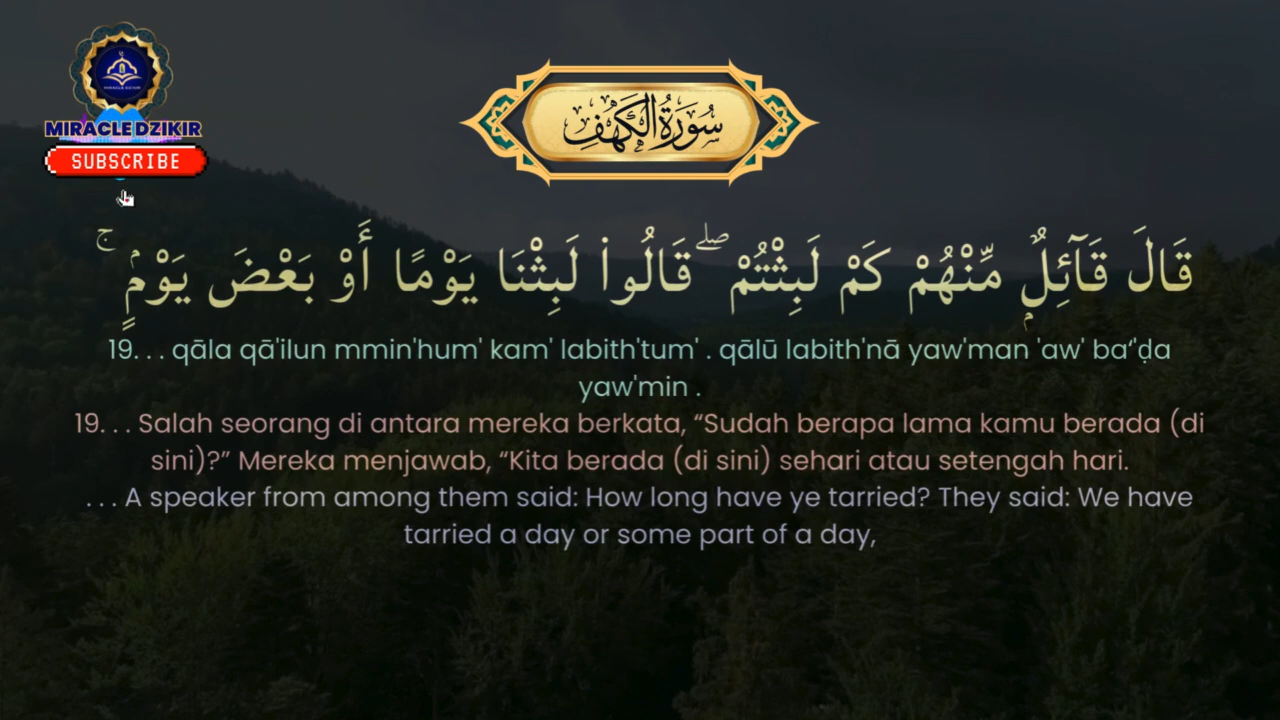 MIRACLE DZIKIR
MIRACLE DZIKIR
SUBSCRIBE
سُورَةُ الكَهْفِ
قَالَ قَآئِلٌۭ مِّنْهُمْ كَمْ لَبِثْتُمْ ۖ قَالُوا۟ لَبِثْنَا يَوْمًا أَوْ بَعْضَ يَوْمٍۢ ۚ
19. . . qāla qā'ilun mmin'hum' kam' labith'tum' . qālū labith'nā yaw'man 'aw' ba‘'ḍa
yaw'min .
19. . . Salah seorang di antara mereka berkata, “Sudah berapa lama kamu berada (di
sini)?” Mereka menjawab, “Kita berada (di sini) sehari atau setengah hari.
. . . A speaker from among them said: How long have ye tarried? They said: We have
tarried a day or some part of a day,